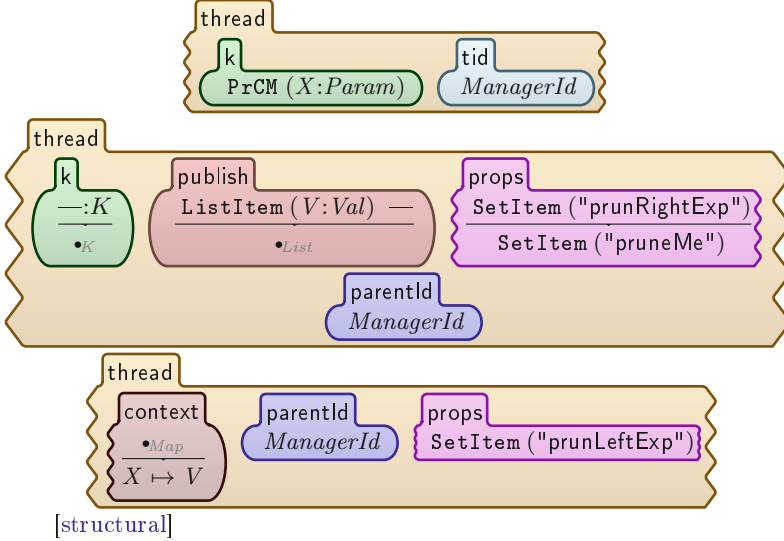 thread
k tid
PrCM (X:Param) ManagerId
thread
k publish props
—:K ListItem (V:Val) — SetItem ("prunRightExp")
•K •List SetItem ("pruneMe")
parentId
ManagerId
thread
context parentId props
•Map ManagerId SetItem ("prunLeftExp")
X ↦ V
[structural]